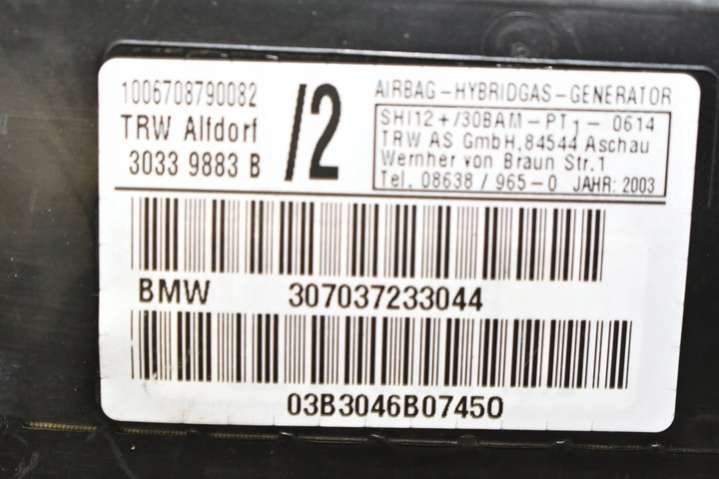 1006708790082
TRW Alfdorf
3033 9883 B
/2
AIRBAG-HYBRIDGAS-GENERATOR
SHI12+/30BAM-PT1-0614
TRW AS GmbH,84544 Aschau
Wernher von Braun Str.1
Tel. 08638 / 965-0 JAHR: 2003
BMW 307037233044
03B3046B07450